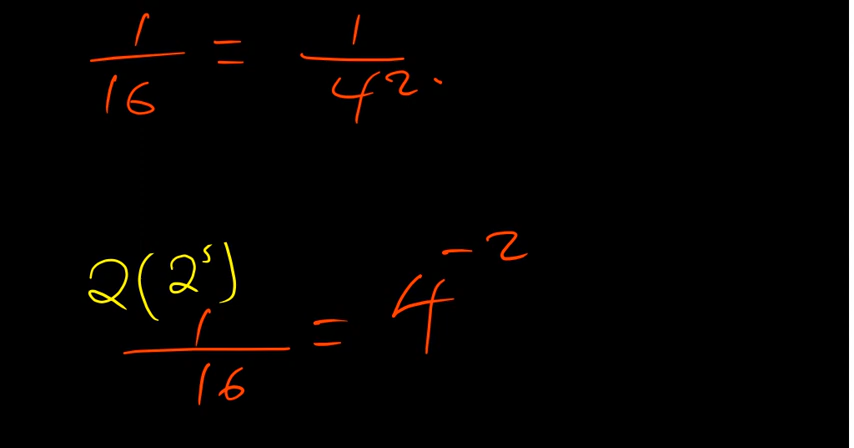 1/16 = 1/4².
2(2⁵)
1/16 = 4⁻²